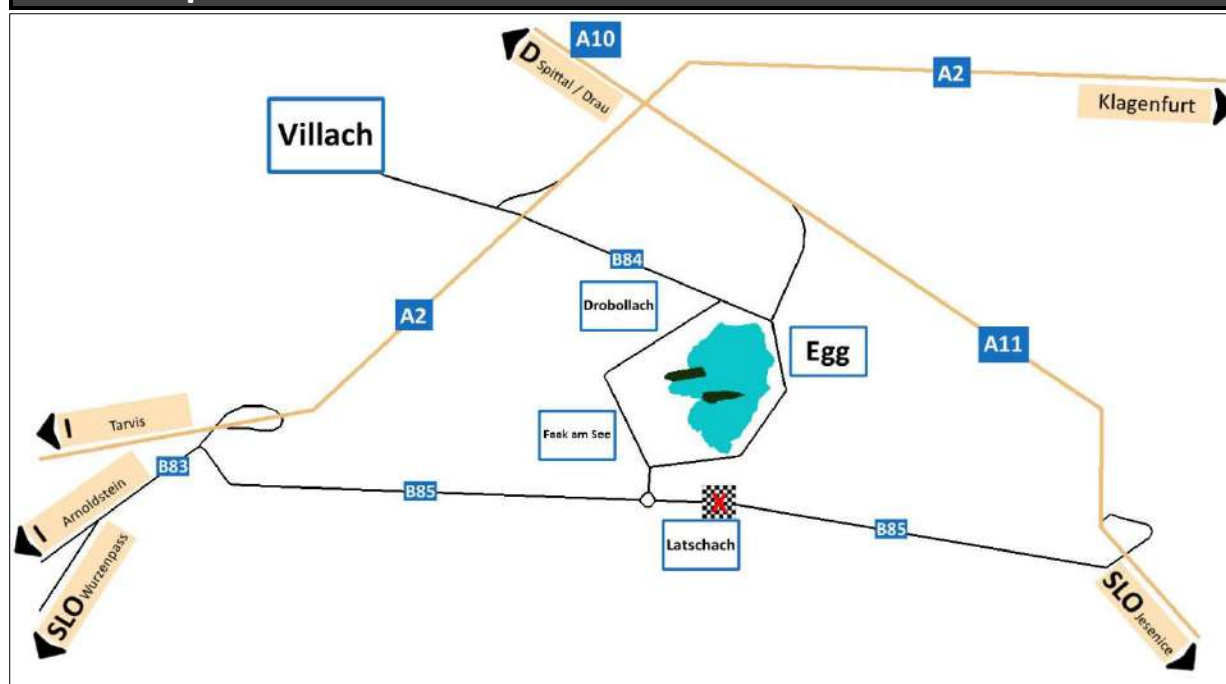 A10
D Spittal / Drau
A2
Klagenfurt
Villach
B84
Drobollach
A2
Egg
A11
I Tarvis
Faak am See
B83
B85
I Arnoldstein
X
Latschach
B85
SLO Wurzenpass
SLO Jesenice